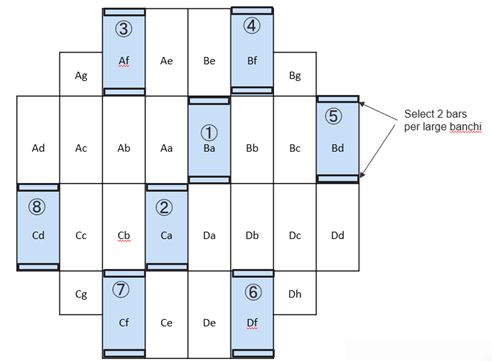 ③ ④
Af Ae Be Bf
Ag Bg
① ⑤
Select 2 bars
per large banchi
Ad Ac Ab Aa Ba Bb Bc Bd
⑧ ②
Cd Cc Cb Ca Da Db Dc Dd
⑦ ⑥
Cg Dh
Cf Ce De Df